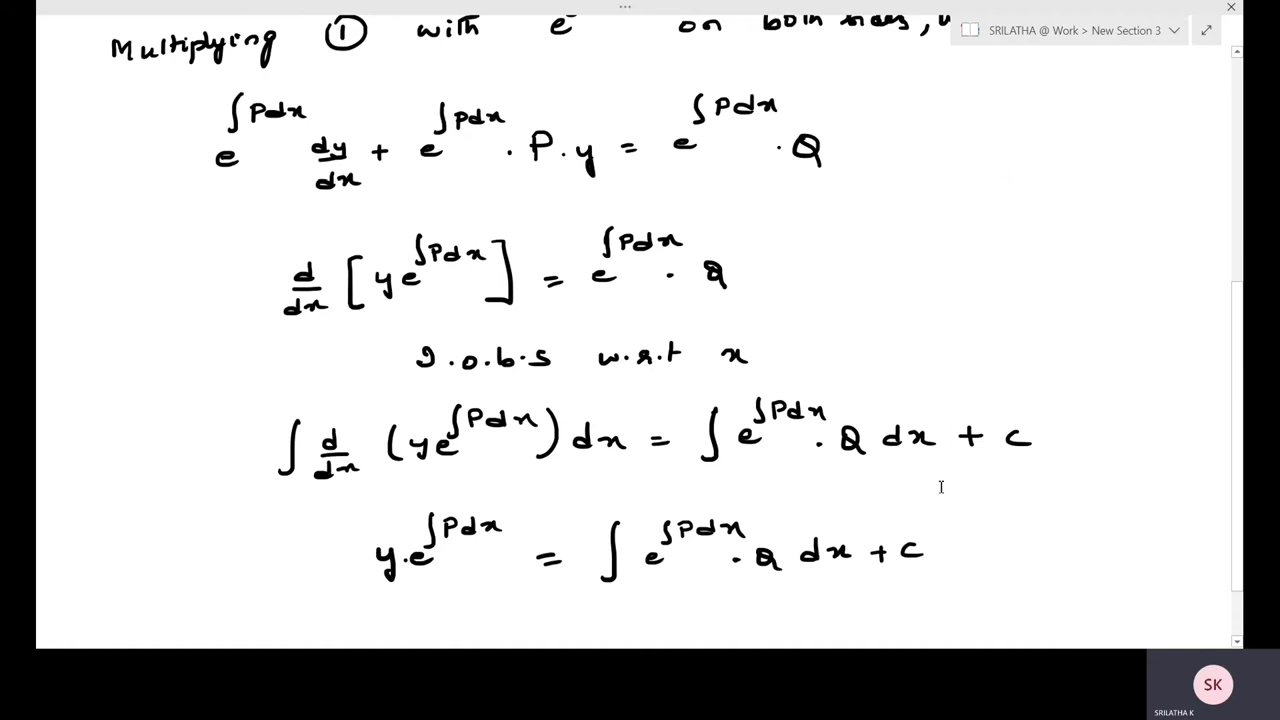 SRILATHA @ Work > New Section 3
Multiplying ① with e on both sides,
e^{∫Pdx} dy/dx + e^{∫Pdx} . P . y = e^{∫Pdx} . Q
d/dx [y e^{∫Pdx}] = e^{∫Pdx} . Q
I.o.b.s w.r.t x
∫ d/dx (y e^{∫Pdx}) dx = ∫ e^{∫Pdx} . Q dx + c
y.e^{∫Pdx} = ∫ e^{∫Pdx} . Q dx + c
SK
SRILATHA K